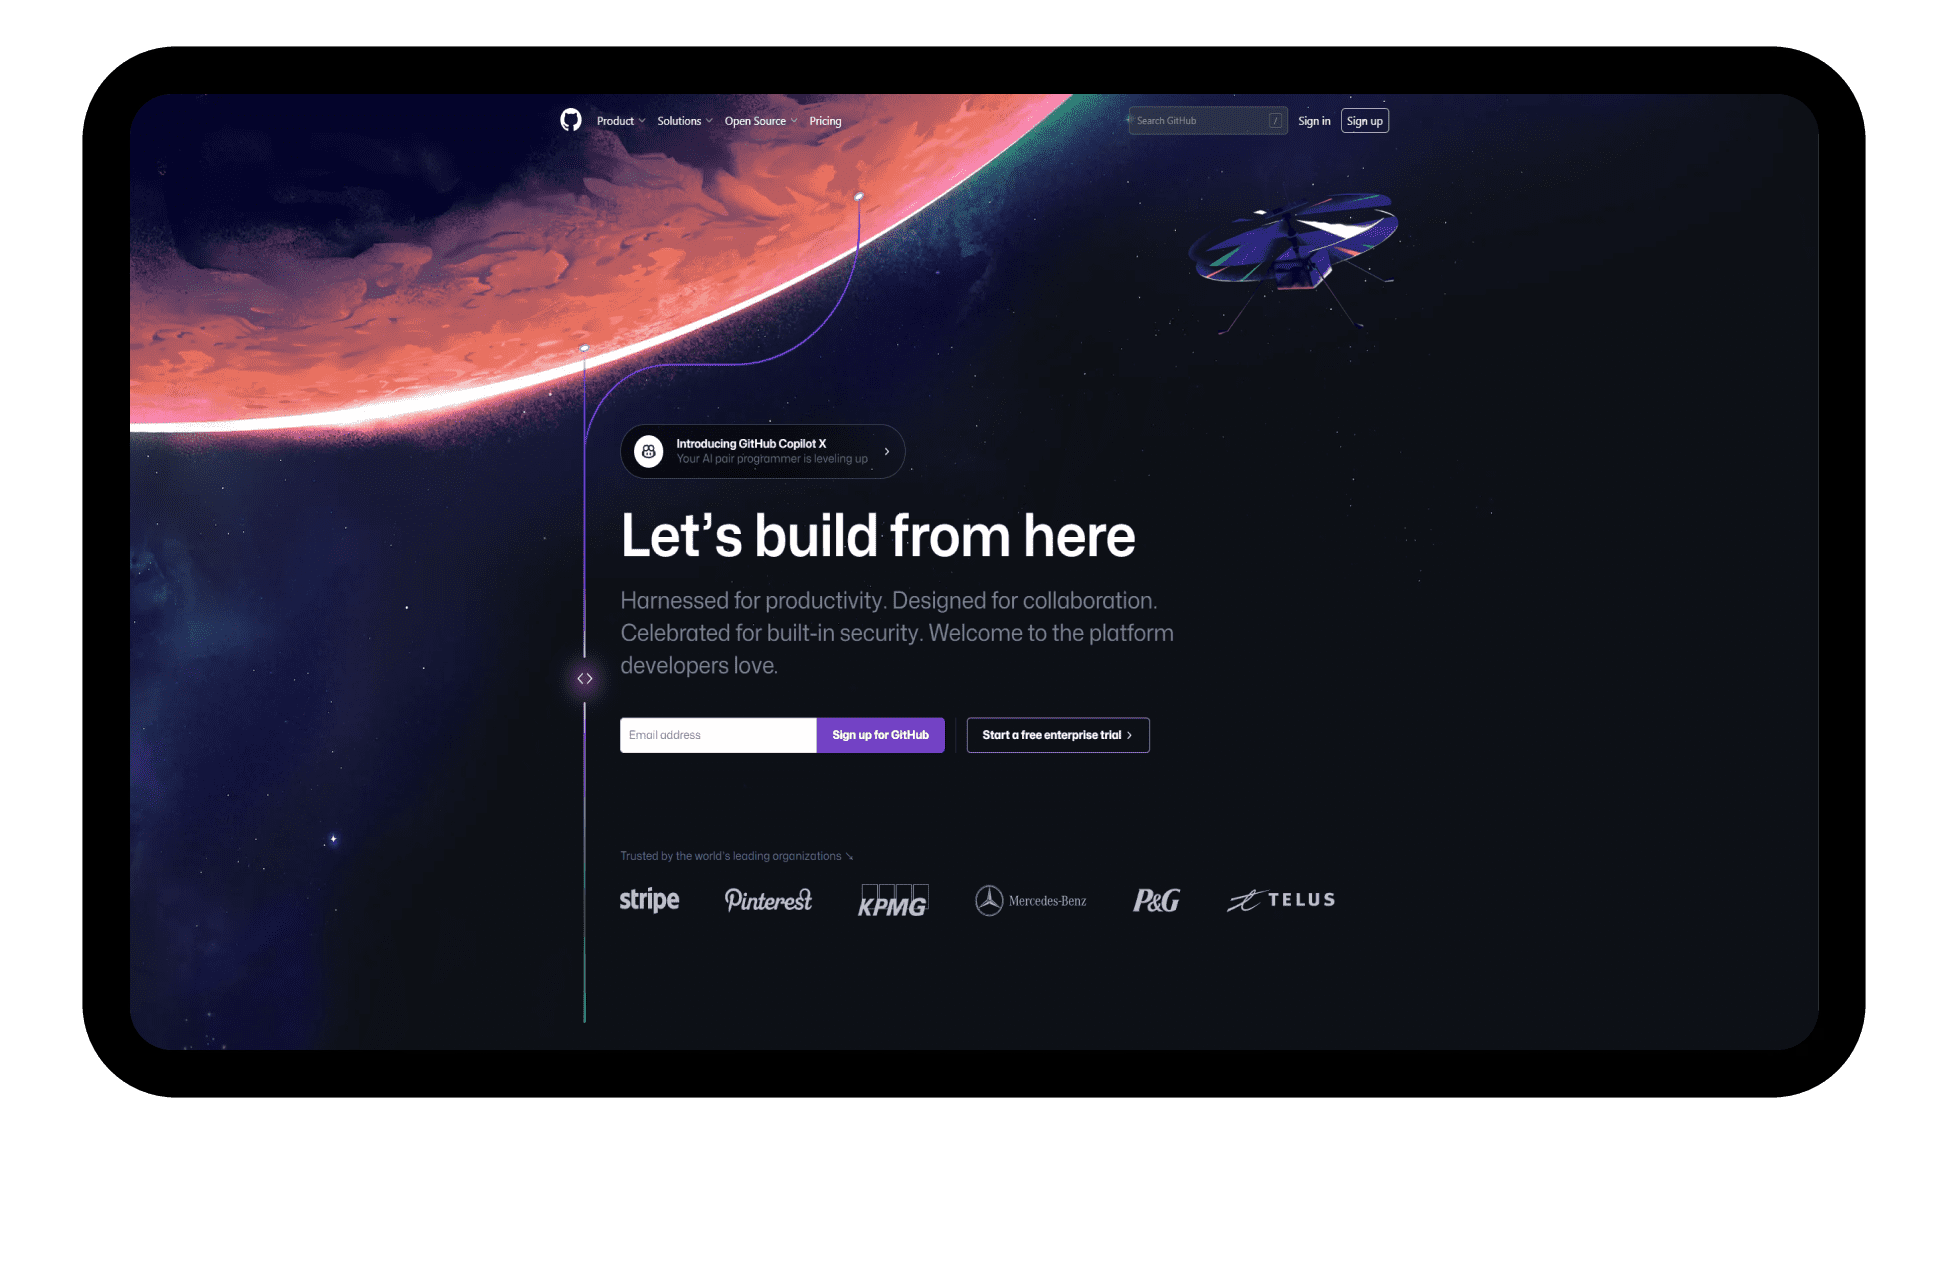 Product Solutions Open Source Pricing Search GitHub / Sign in Sign up
Introducing GitHub Copilot X
Your AI pair programmer is leveling up
Let’s build from here
Harnessed for productivity. Designed for collaboration.
Celebrated for built-in security. Welcome to the platform
developers love.
Email address Sign up for GitHub Start a free enterprise trial
Trusted by the world’s leading organizations
stripe Pinterest KPMG Mercedes-Benz P&G TELUS